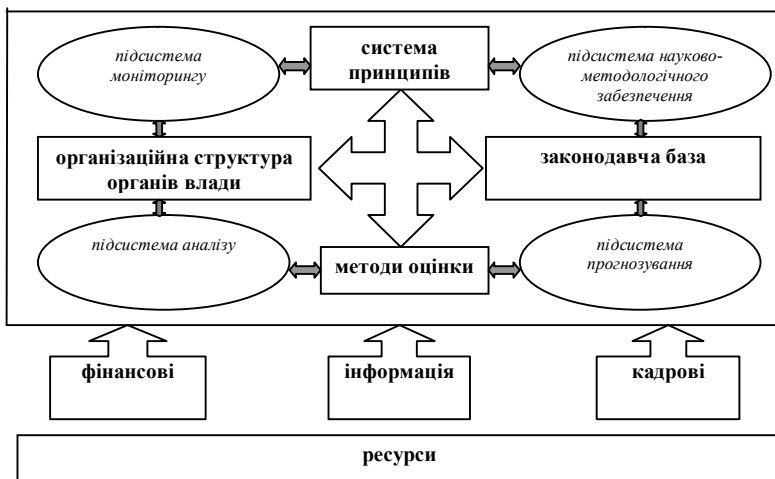 підсистема
моніторингу
система
принципів
підсистема науково-
методологічного
забезпечення
організаційна структура
органів влади
законодавча база
підсистема аналізу
методи оцінки
підсистема
прогнозування
фінансові
інформація
кадрові
ресурси